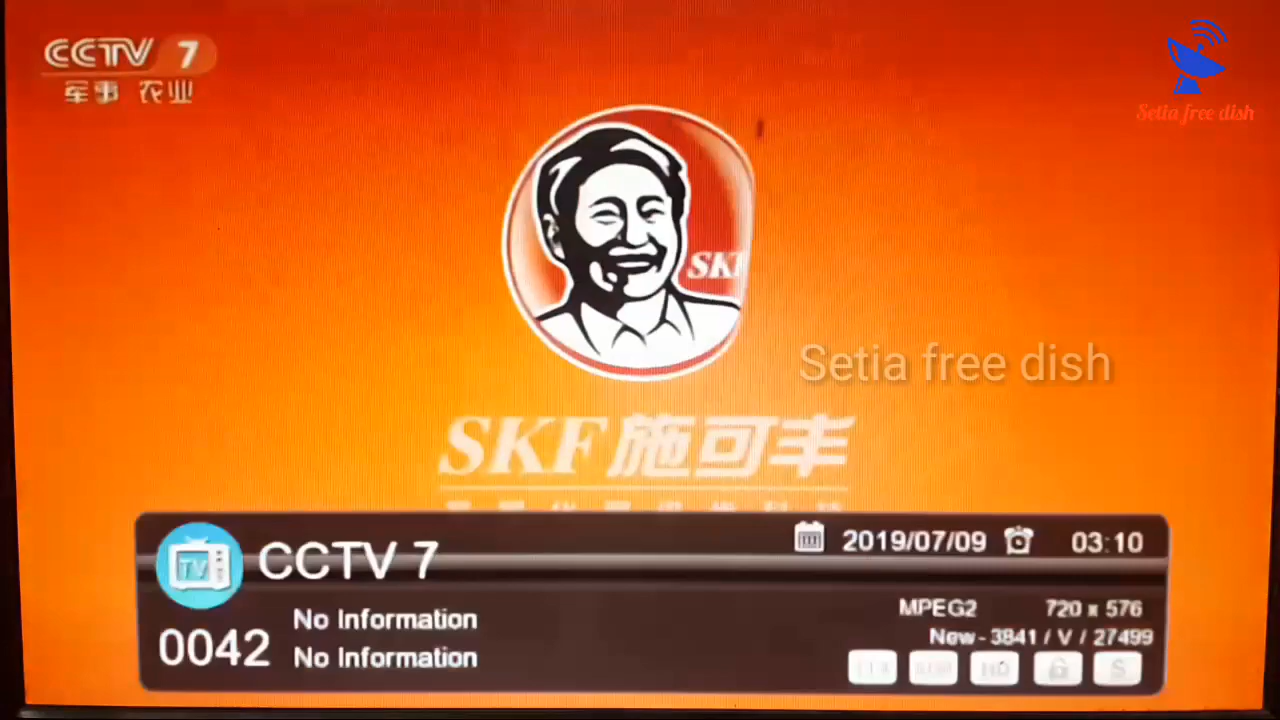 CCTV 7
军事 农业
Setia free dish
SKF
Setia free dish
SKF施可丰
CCTV 7
2019/07/09
03:10
0042
No Information
No Information
MPEG2
720 x 576
New - 3841 / V / 27499
HD
S